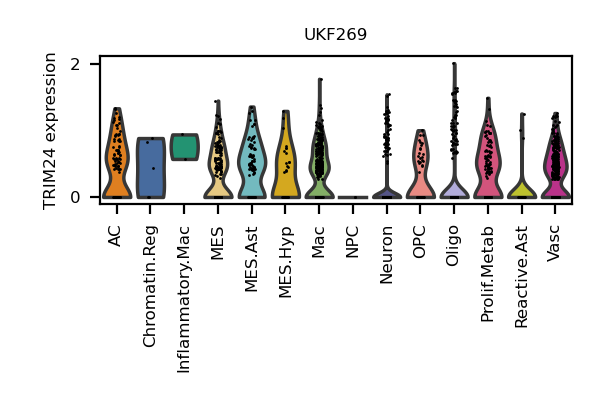 UKF269
TRIM24 expression
2
0
AC
Chromatin.Reg
Inflammatory.Mac
MES
MES.Ast
MES.Hyp
Mac
NPC
Neuron
OPC
Oligo
Prolif.Metab
Reactive.Ast
Vasc